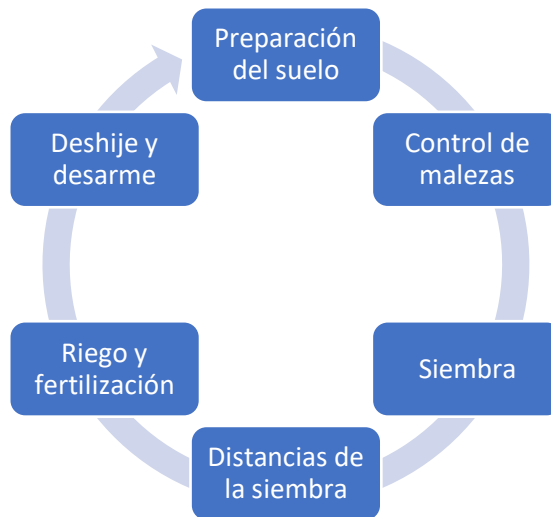 Preparación
del suelo
Control de
malezas
Siembra
Distancias de
la siembra
Riego y
fertilización
Deshije y
desarme